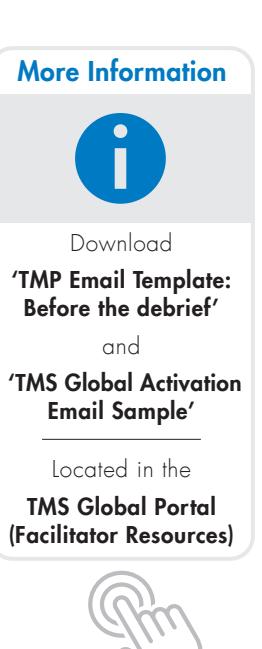 More Information
i
Download
‘TMP Email Template:
Before the debrief’
and
‘TMS Global Activation
Email Sample’
Located in the
TMS Global Portal
(Facilitator Resources)